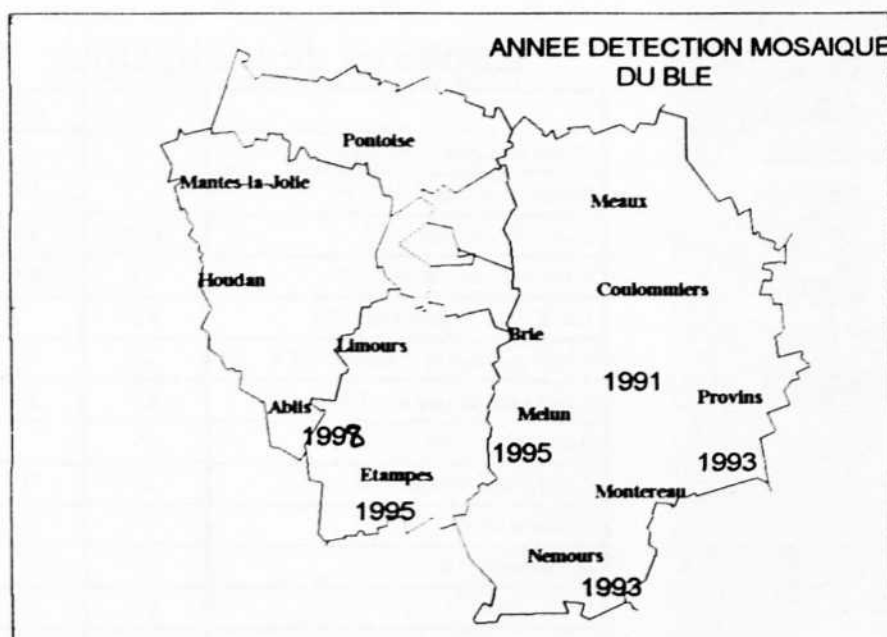 ANNEE DETECTION MOSAIQUE
DU BLE
Pontoise
Mantes-la-Jolie
Meaux
Houdan
Coulommiers
Brie
Limours
1991
Provins
Ablis
Melun
1995
1993
Etampes
Montereau
1995
Nemours
1993